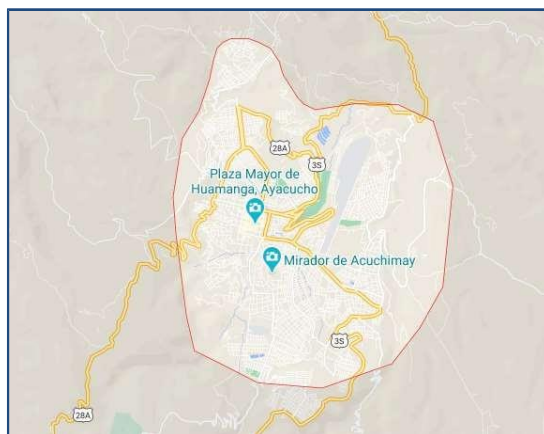 28A
3S
Plaza Mayor de
Huamanga, Ayacucho
Mirador de Acuchimay
3S
28A